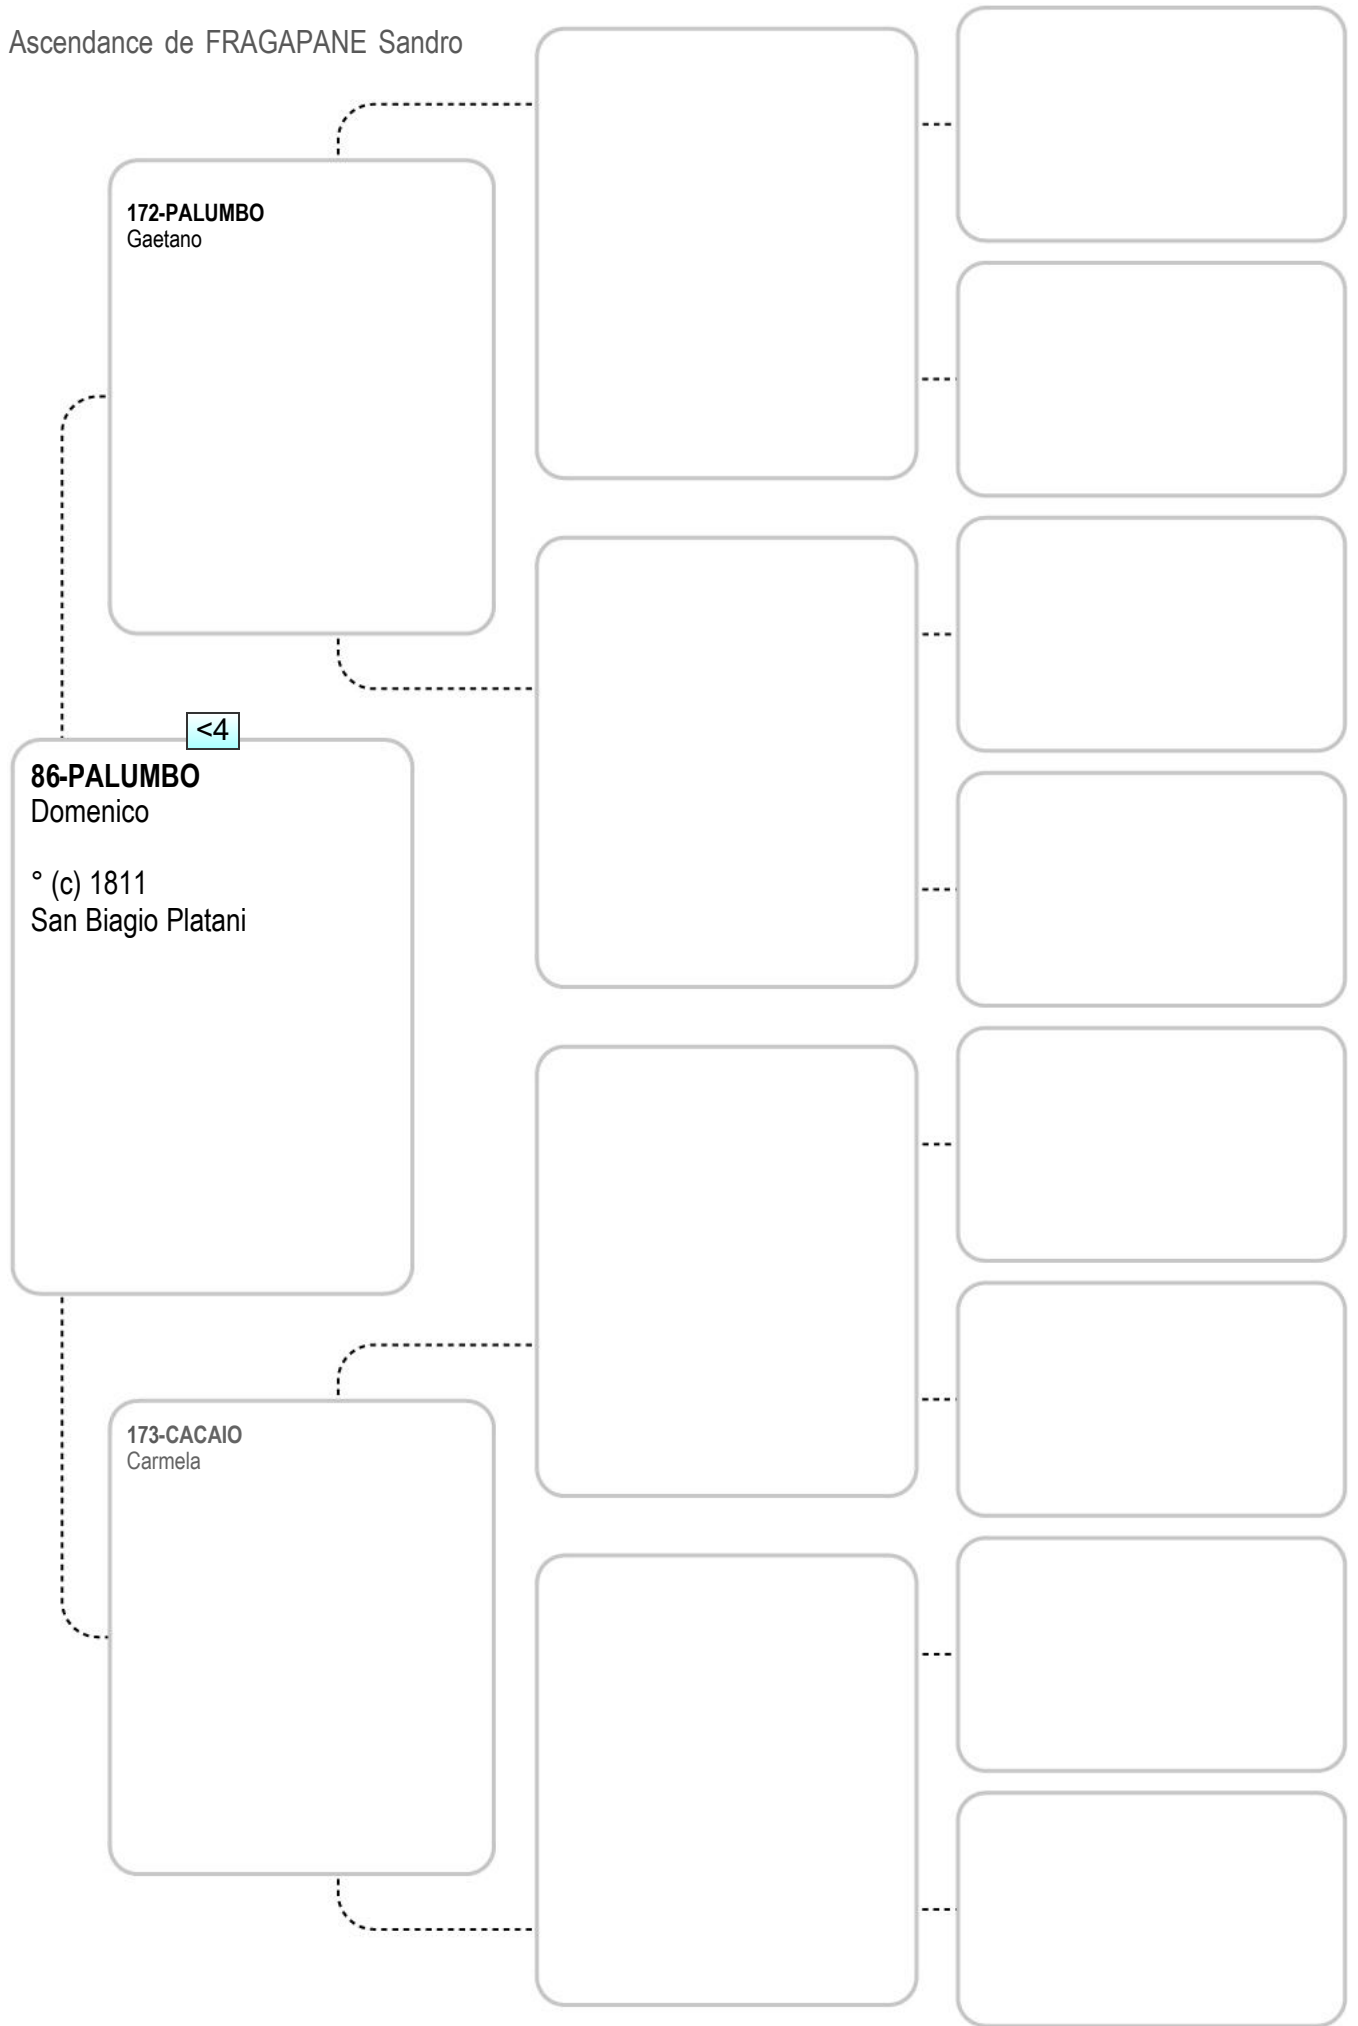 Ascendance de FRAGAPANE Sandro
172-PALUMBO
Gaetano
<4
86-PALUMBO
Domenico
° (c) 1811
San Biagio Platani
173-CACAIO
Carmela